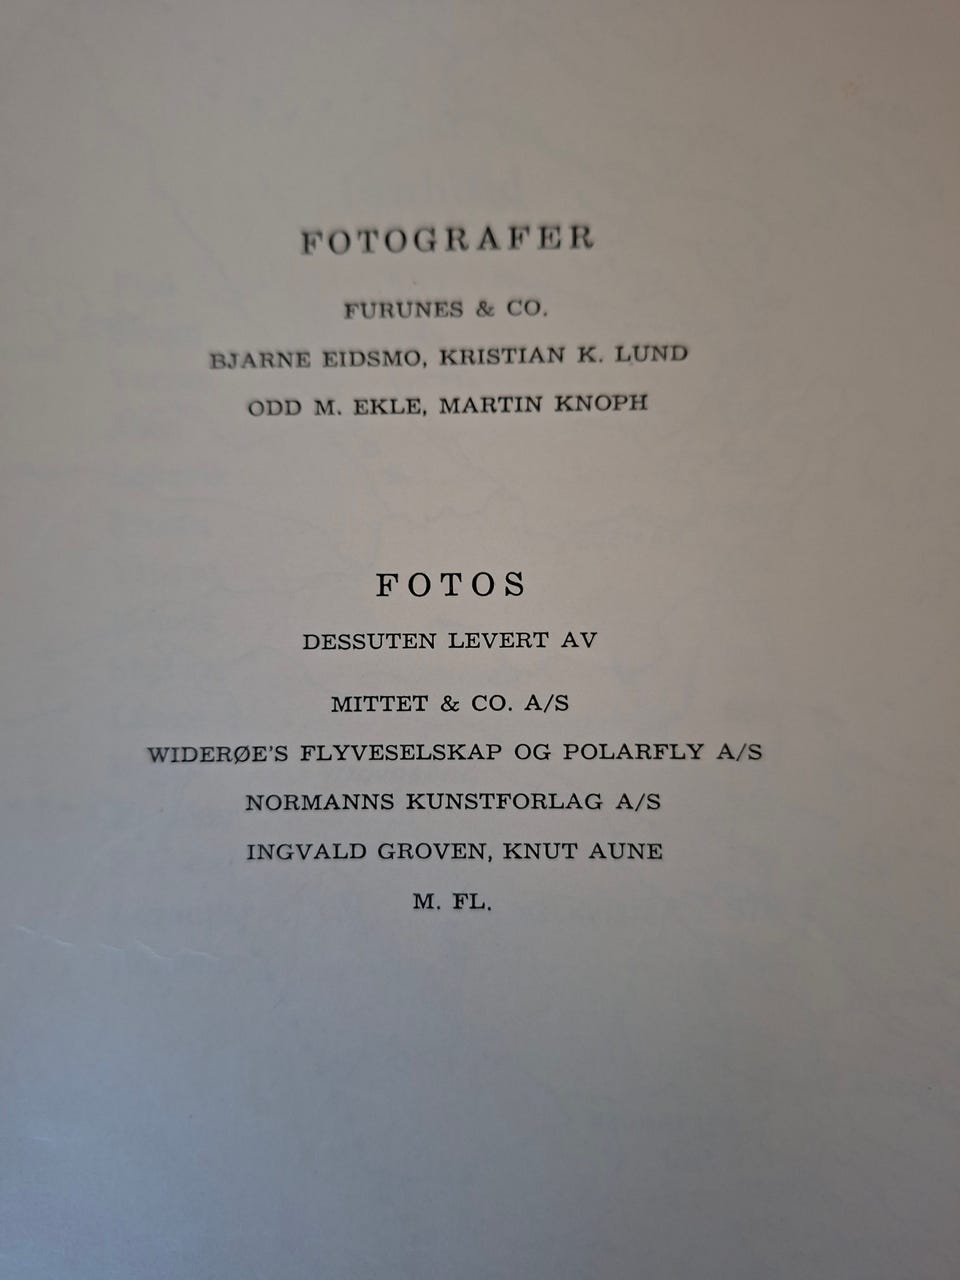 FOTOGRAFER
FURUNES & CO.
BJARNE EIDSMO, KRISTIAN K. LUND
ODD M. EKLE, MARTIN KNOPH
FOTOS
DESSUTEN LEVERT AV
MITTET & CO. A/S
WIDERØE'S FLYVESELSKAP OG POLARFLY A/S
NORMANNS KUNSTFORLAG A/S
INGVALD GROVEN, KNUT AUNE
M. FL.